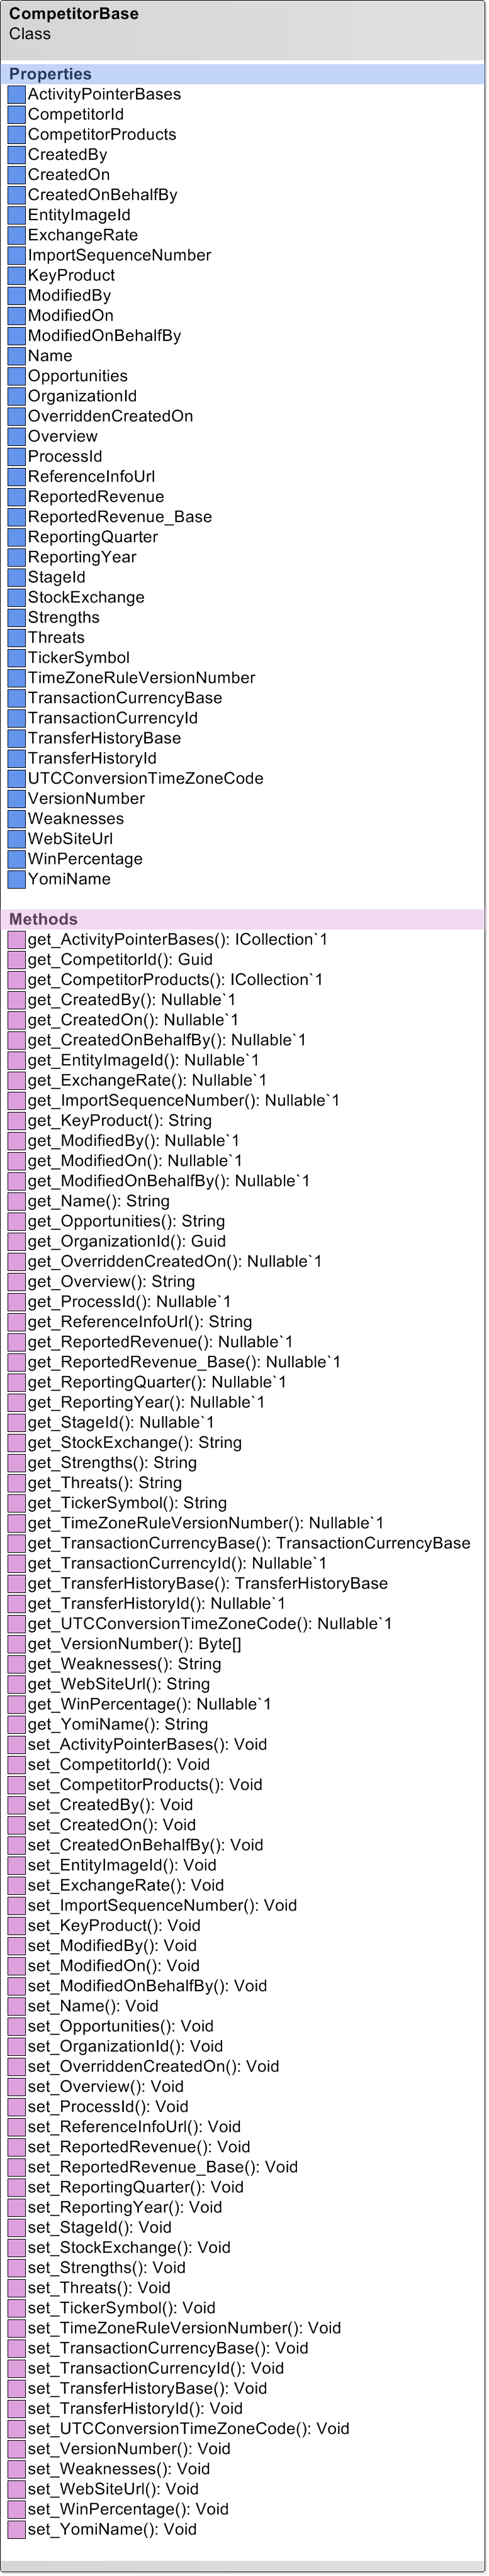 CompetitorBase
Class
Properties
ActivityPointerBases
CompetitorId
CompetitorProducts
CreatedBy
CreatedOn
CreatedOnBehalfBy
EntityImageId
ExchangeRate
ImportSequenceNumber
KeyProduct
ModifiedBy
ModifiedOn
ModifiedOnBehalfBy
Name
Opportunities
OrganizationId
OverriddenCreatedOn
Overview
ProcessId
ReferenceInfoUrl
ReportedRevenue
ReportedRevenue_Base
ReportingQuarter
ReportingYear
StageId
StockExchange
Strengths
Threats
TickerSymbol
TimeZoneRuleVersionNumber
TransactionCurrencyBase
TransactionCurrencyId
TransferHistoryBase
TransferHistoryId
UTCConversionTimeZoneCode
VersionNumber
Weaknesses
WebSiteUrl
WinPercentage
YomiName
Methods
get_ActivityPointerBases(): ICollection`1
get_CompetitorId(): Guid
get_CompetitorProducts(): ICollection`1
get_CreatedBy(): Nullable`1
get_CreatedOn(): Nullable`1
get_CreatedOnBehalfBy(): Nullable`1
get_EntityImageId(): Nullable`1
get_ExchangeRate(): Nullable`1
get_ImportSequenceNumber(): Nullable`1
get_KeyProduct(): String
get_ModifiedBy(): Nullable`1
get_ModifiedOn(): Nullable`1
get_ModifiedOnBehalfBy(): Nullable`1
get_Name(): String
get_Opportunities(): String
get_OrganizationId(): Guid
get_OverriddenCreatedOn(): Nullable`1
get_Overview(): String
get_ProcessId(): Nullable`1
get_ReferenceInfoUrl(): String
get_ReportedRevenue(): Nullable`1
get_ReportedRevenue_Base(): Nullable`1
get_ReportingQuarter(): Nullable`1
get_ReportingYear(): Nullable`1
get_StageId(): Nullable`1
get_StockExchange(): String
get_Strengths(): String
get_Threats(): String
get_TickerSymbol(): String
get_TimeZoneRuleVersionNumber(): Nullable`1
get_TransactionCurrencyBase(): TransactionCurrencyBase
get_TransactionCurrencyId(): Nullable`1
get_TransferHistoryBase(): TransferHistoryBase
get_TransferHistoryId(): Nullable`1
get_UTCConversionTimeZoneCode(): Nullable`1
get_VersionNumber(): Byte[]
get_Weaknesses(): String
get_WebSiteUrl(): String
get_WinPercentage(): Nullable`1
get_YomiName(): String
set_ActivityPointerBases(): Void
set_CompetitorId(): Void
set_CompetitorProducts(): Void
set_CreatedBy(): Void
set_CreatedOn(): Void
set_CreatedOnBehalfBy(): Void
set_EntityImageId(): Void
set_ExchangeRate(): Void
set_ImportSequenceNumber(): Void
set_KeyProduct(): Void
set_ModifiedBy(): Void
set_ModifiedOn(): Void
set_ModifiedOnBehalfBy(): Void
set_Name(): Void
set_Opportunities(): Void
set_OrganizationId(): Void
set_OverriddenCreatedOn(): Void
set_Overview(): Void
set_ProcessId(): Void
set_ReferenceInfoUrl(): Void
set_ReportedRevenue(): Void
set_ReportedRevenue_Base(): Void
set_ReportingQuarter(): Void
set_ReportingYear(): Void
set_StageId(): Void
set_StockExchange(): Void
set_Strengths(): Void
set_Threats(): Void
set_TickerSymbol(): Void
set_TimeZoneRuleVersionNumber(): Void
set_TransactionCurrencyBase(): Void
set_TransactionCurrencyId(): Void
set_TransferHistoryBase(): Void
set_TransferHistoryId(): Void
set_UTCConversionTimeZoneCode(): Void
set_VersionNumber(): Void
set_Weaknesses(): Void
set_WebSiteUrl(): Void
set_WinPercentage(): Void
set_YomiName(): Void